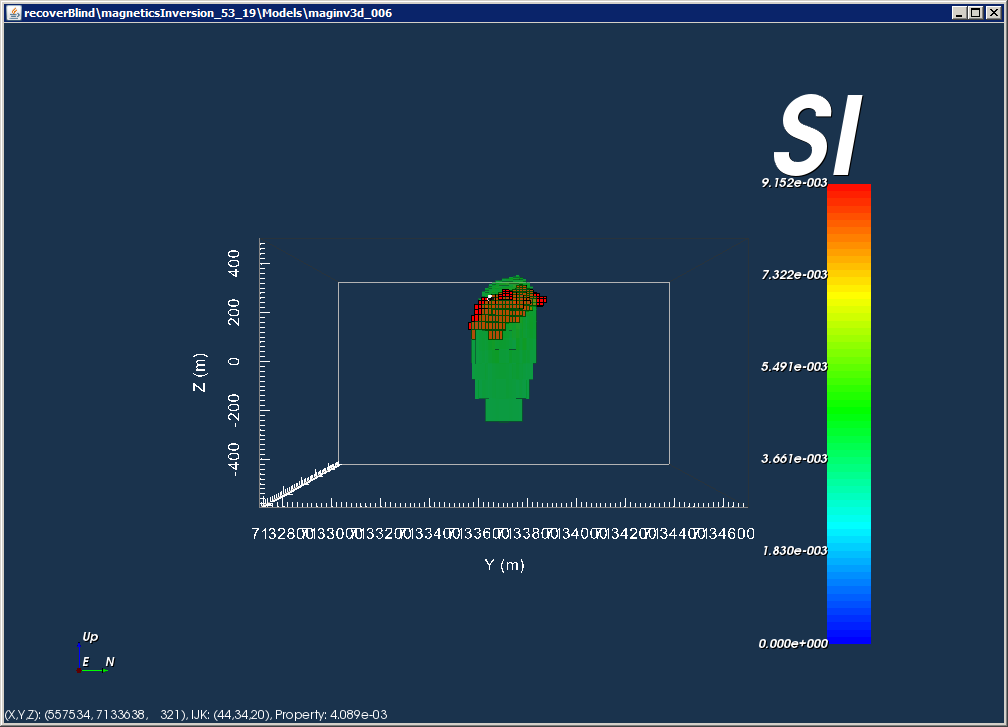 recoverBlind\magneticsInversion_53_19\Models\maginv3d_006
SI
9.152e-003
7.322e-003
5.491e-003
3.661e-003
1.830e-003
0.000e+000
400
200
0
-200
-400
Z (m)
7132800 7133000 7133200 7133400 7133600 7133800 7134000 7134200 7134400 7134600
Y (m)
Up
E N
(X,Y,Z): (557534, 7133638, 321), IJK: (44,34,20), Property: 4.089e-03